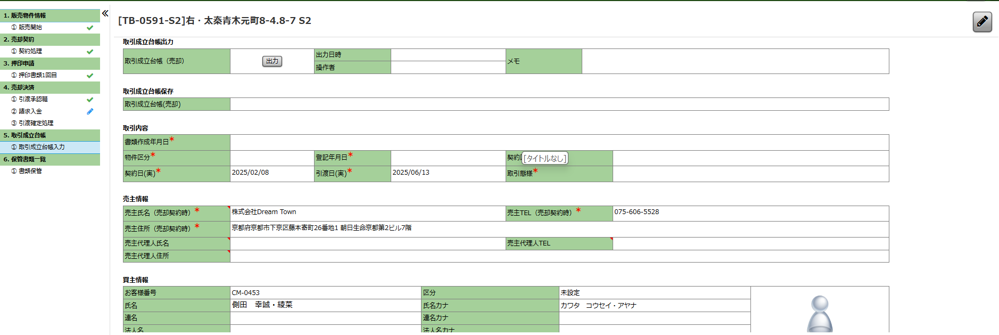 1. 販売物件情報
① 販売開始
2. 売却契約
① 契約処理
3. 押印申請
① 押印書類1回目
4. 売却決済
① 引渡承認願
② 請求入金
③ 引渡確定処理
5. 取引成立台帳
① 取引成立台帳入力
6. 保管書類一覧
① 書類保管
[TB-0591-S2]右・太秦青木元町8-4.8-7 S2
取引成立台帳出力
取引成立台帳（売却） 出力 出力日時 メモ
操作者
取引成立台帳保存
取引成立台帳(売却)
取引内容
書類作成年月日*
物件区分* 登記年月日* 契約 [タイトルなし]
契約日(実)* 2025/02/08 引渡日(実)* 2025/06/13 取引態様*
売主情報
売主氏名（売却契約時）* 株式会社Dream Town 売主TEL（売却契約時）* 075-606-5528
売主住所（売却契約時）* 京都府京都市下京区藤本寄町26番地1 朝日生命京都第2ビル7階
売主代理人氏名 売主代理人TEL
売主代理人住所
買主情報
お客様番号 CM-0453 区分 未設定
氏名 側田　幸誠・綾菜 氏名カナ カワタ　コウセイ・アヤナ
連名 連名カナ
法人名 法人名カナ